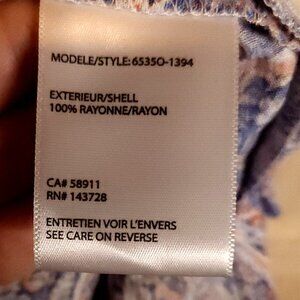 MODELE/STYLE: 6535O-1394
EXTERIEUR/SHELL
100% RAYONNE/RAYON
CA# 58911
RN# 143728
ENTRETIEN VOIR L'ENVERS
SEE CARE ON REVERSE